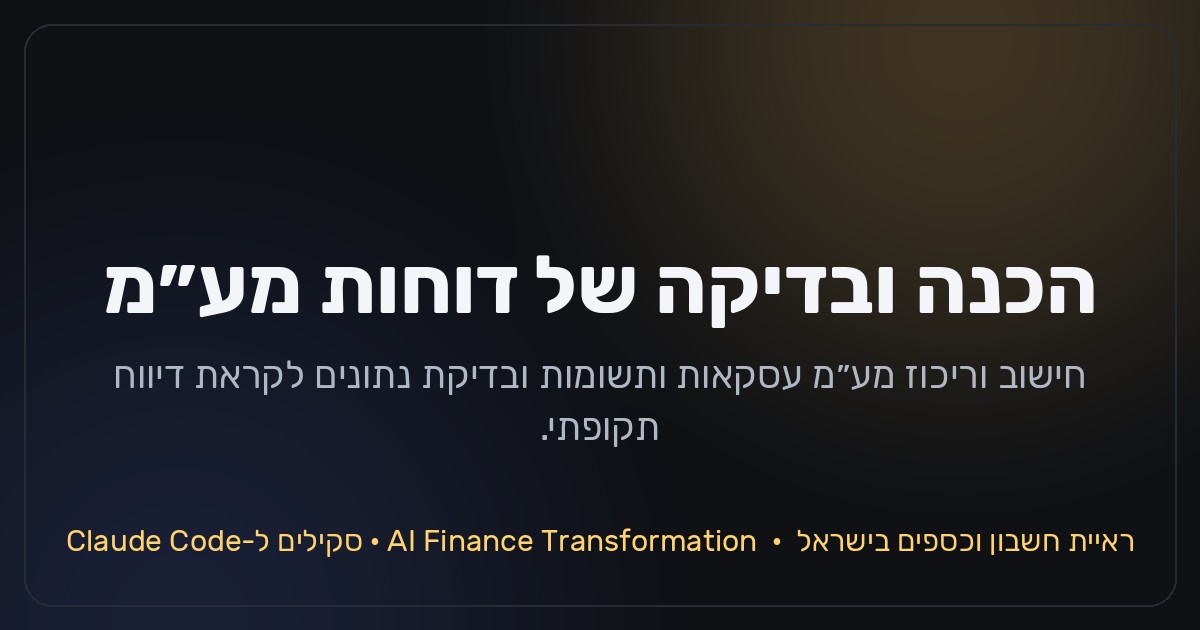 הכנה ובדיקה של דוחות מע״מ
חישוב וריכוז מע״מ עסקאות ותשומות ובדיקת נתונים לקראת דיווח
תקופתי.
ראיית חשבון וכספים בישראל • AI Finance Transformation • סקילים ל-Claude Code